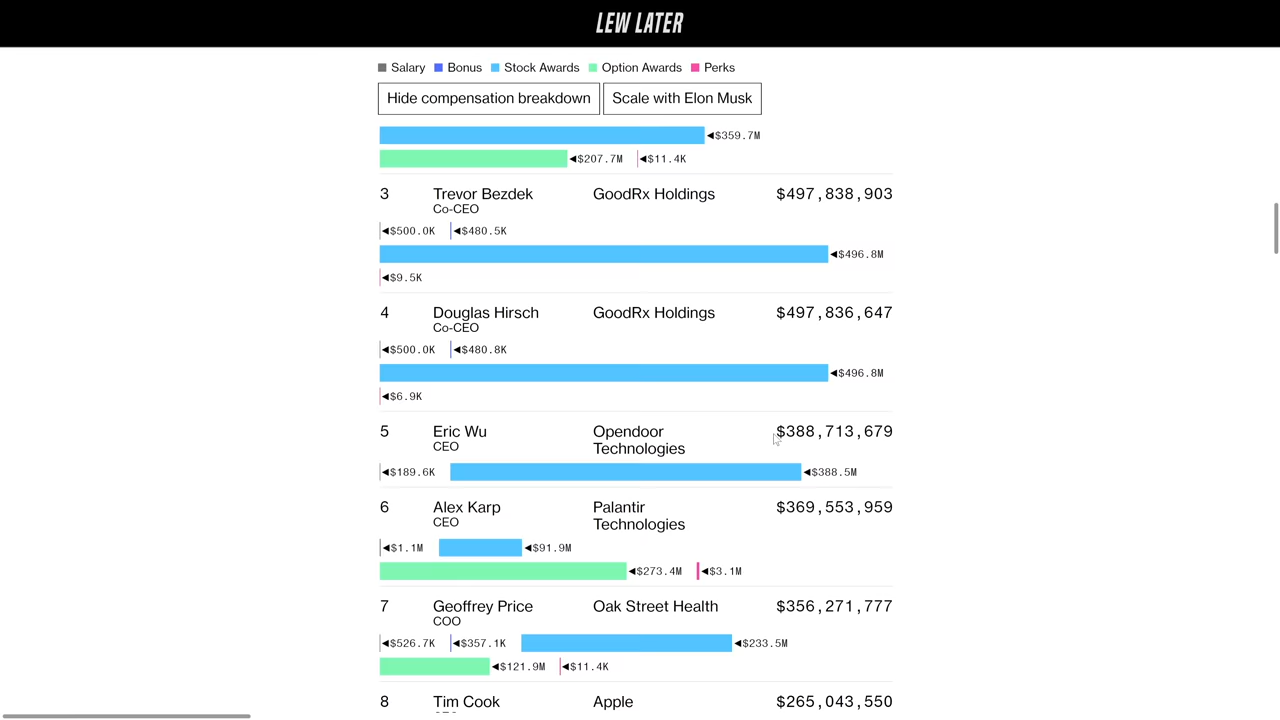 LEW LATER
Salary Bonus Stock Awards Option Awards Perks
Hide compensation breakdown Scale with Elon Musk
◄$359.7M
◄$207.7M ◄$11.4K
3 Trevor Bezdek GoodRx Holdings $497,838,903
Co-CEO
◄$500.0K ◄$480.5K
◄$496.8M
◄$9.5K
4 Douglas Hirsch GoodRx Holdings $497,836,647
Co-CEO
◄$500.0K ◄$480.8K
◄$496.8M
◄$6.9K
5 Eric Wu Opendoor $388,713,679
CEO Technologies
◄$189.6K ◄$388.5M
6 Alex Karp Palantir $369,553,959
CEO Technologies
◄$1.1M ◄$91.9M
◄$273.4M ◄$3.1M
7 Geoffrey Price Oak Street Health $356,271,777
COO
◄$526.7K ◄$357.1K ◄$233.5M
◄$121.9M ◄$11.4K
8 Tim Cook Apple $265,043,550